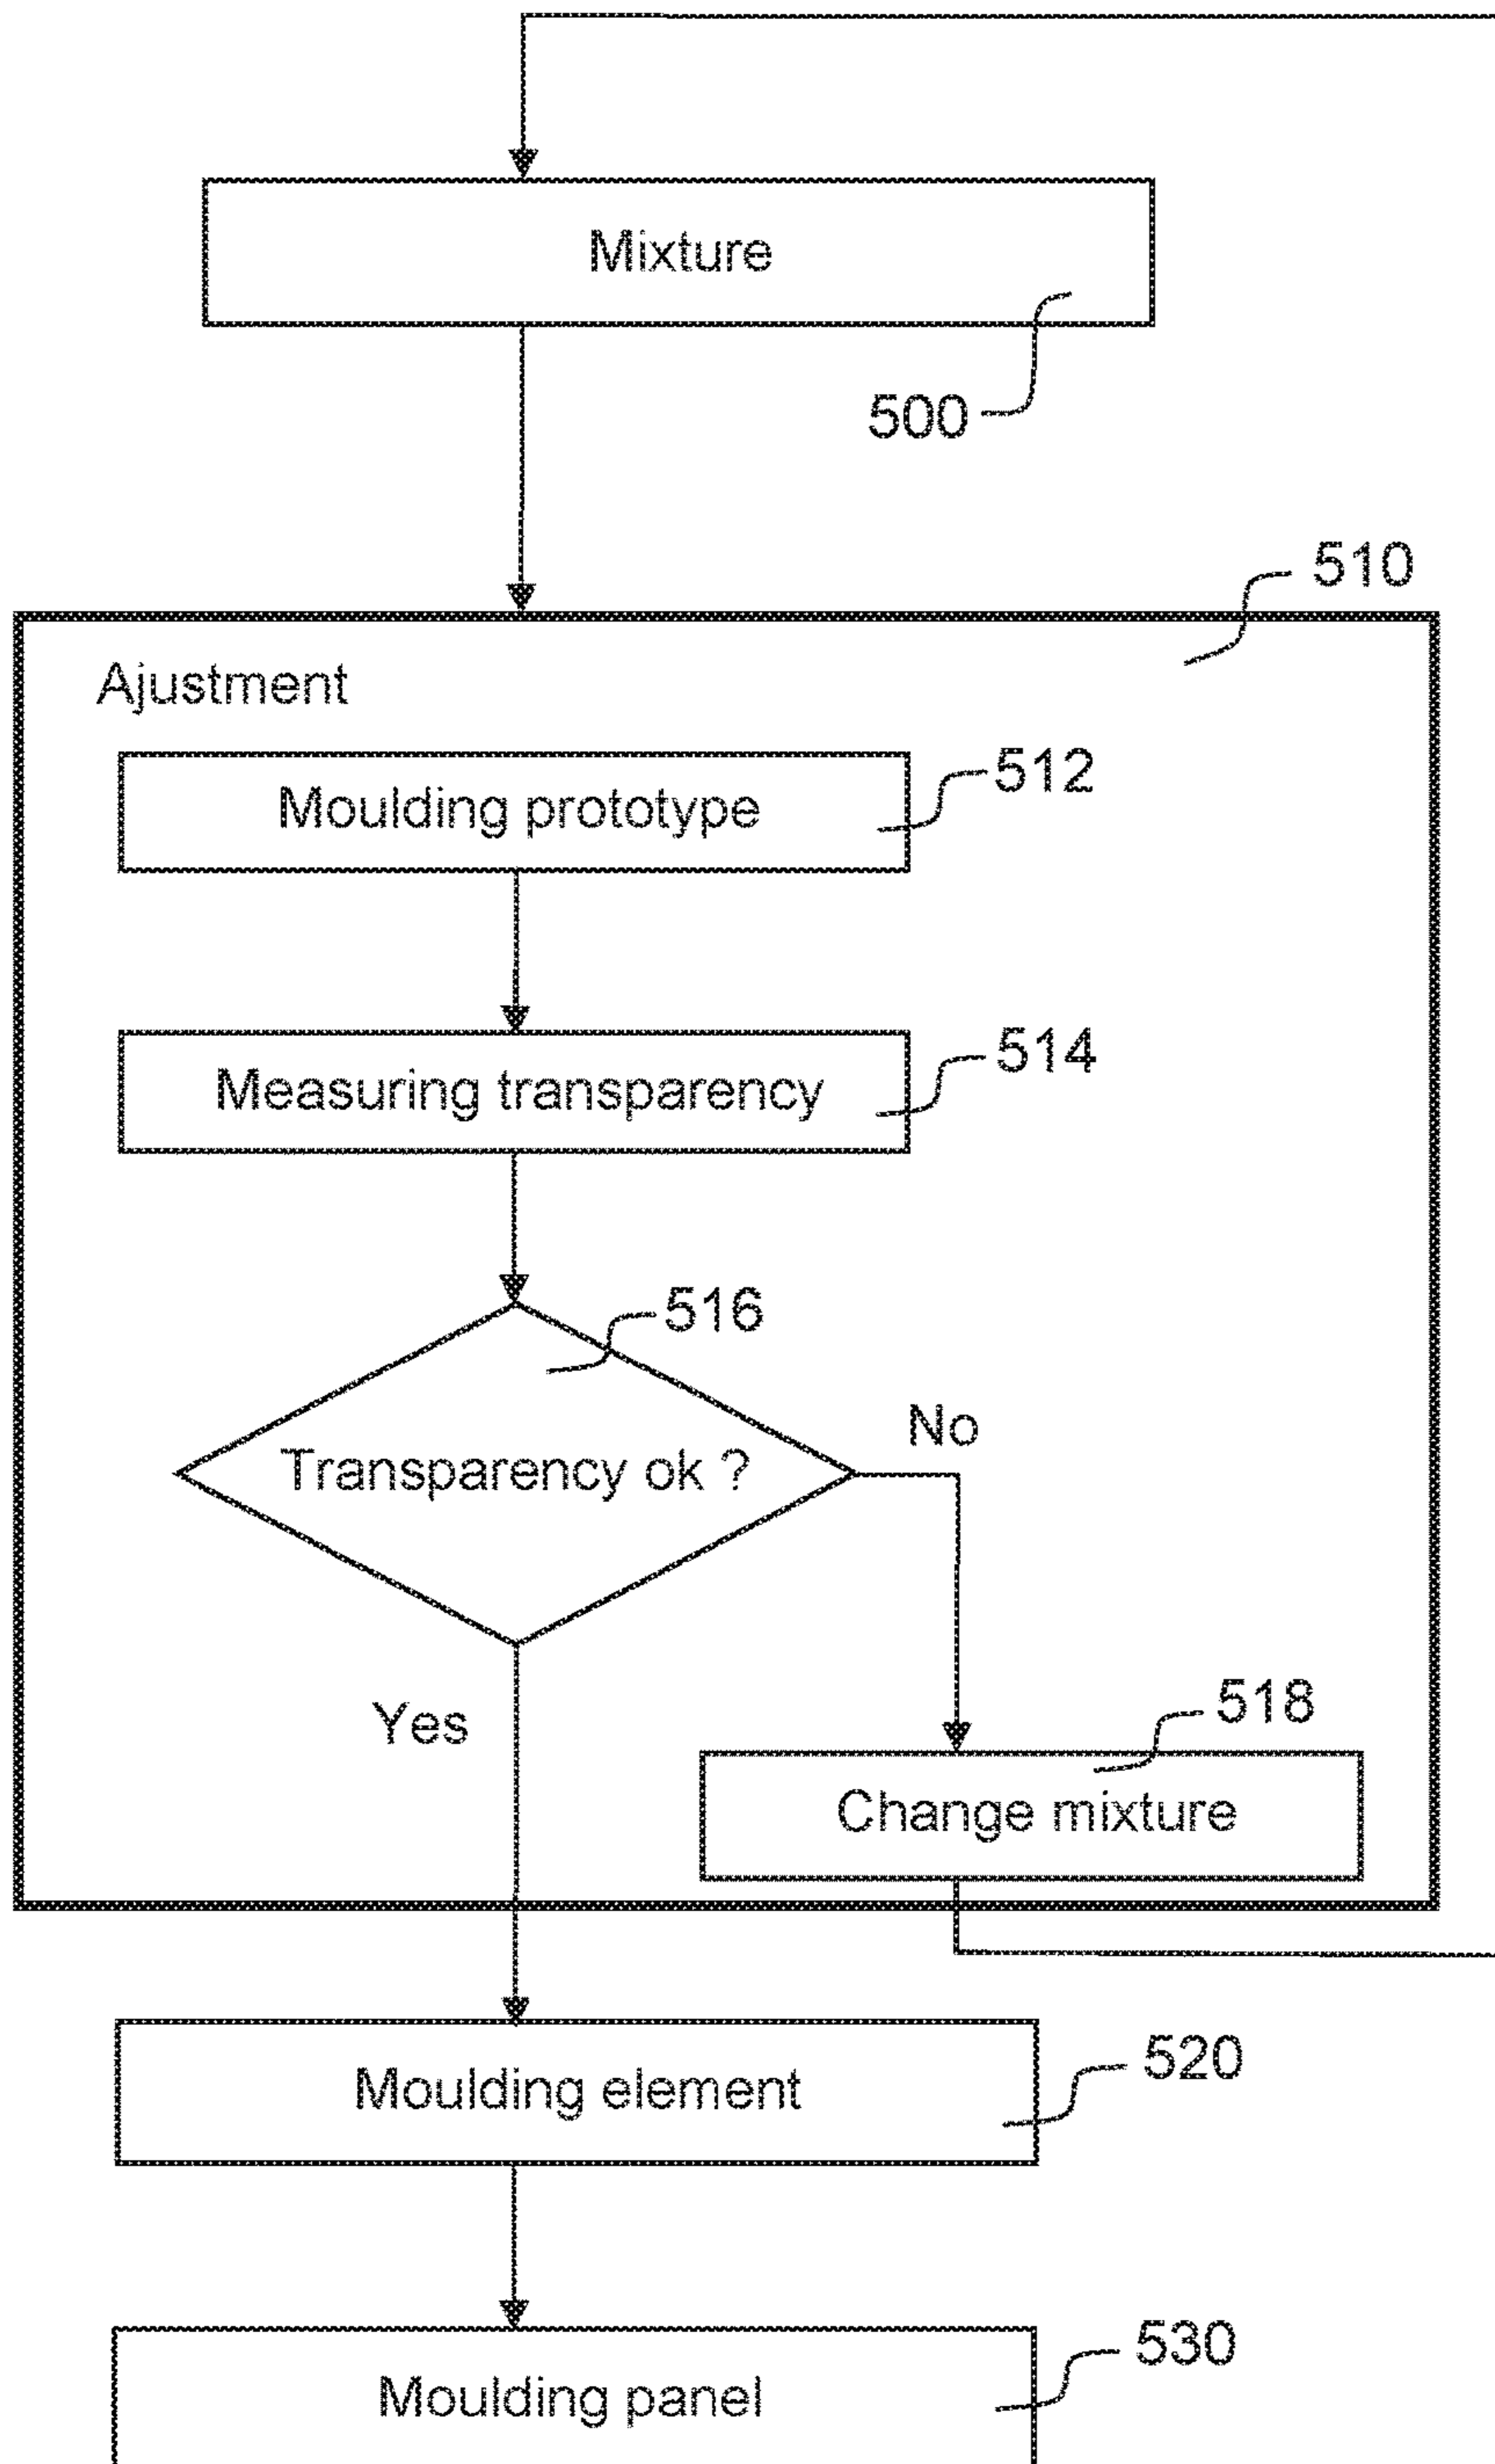 Mixture
500
510
Ajustment
512
Moulding prototype
514
Measuring transparency
516
Transparency ok ?
No
Yes
518
Change mixture
520
Moulding element
530
Moulding panel